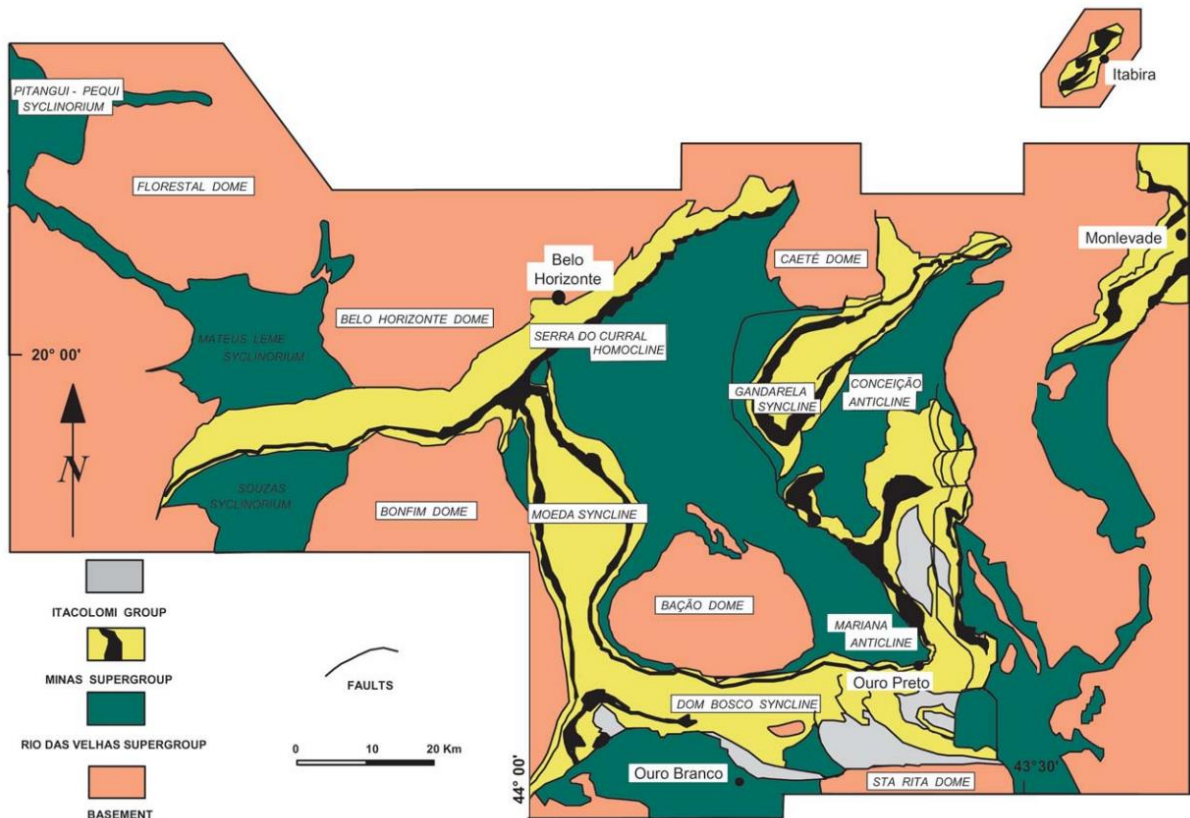 Itabira
PITANGUI - PEQUI
SYCLINORIUM
FLORESTAL DOME
Monlevade
Belo
Horizonte
CAETÉ DOME
BELO HORIZONTE DOME
SERRA DO CURRAL
HOMOCLINE
MATEUS LEME
SYCLINORIUM
20° 00'
GANDARELA
SYNCLINE
CONCEIÇÃO
ANTICLINE
N
SOUZAS
SYCLINORIUM
BONFIM DOME
MOEDA SYNCLINE
ITACOLOMI GROUP
BAÇÃO DOME
MARIANA
ANTICLINE
MINAS SUPERGROUP
FAULTS
Ouro Preto
DOM BOSCO SYNCLINE
RIO DAS VELHAS SUPERGROUP
0 10 20 Km
44° 00'
Ouro Branco
43°30'
STA RITA DOME
BASEMENT